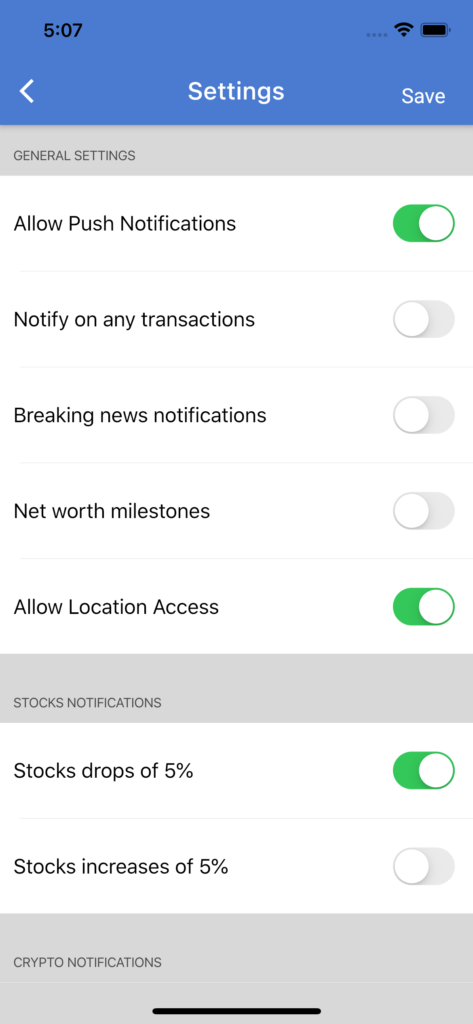 5:07
Settings
Save
GENERAL SETTINGS
Allow Push Notifications
Notify on any transactions
Breaking news notifications
Net worth milestones
Allow Location Access
STOCKS NOTIFICATIONS
Stocks drops of 5%
Stocks increases of 5%
CRYPTO NOTIFICATIONS